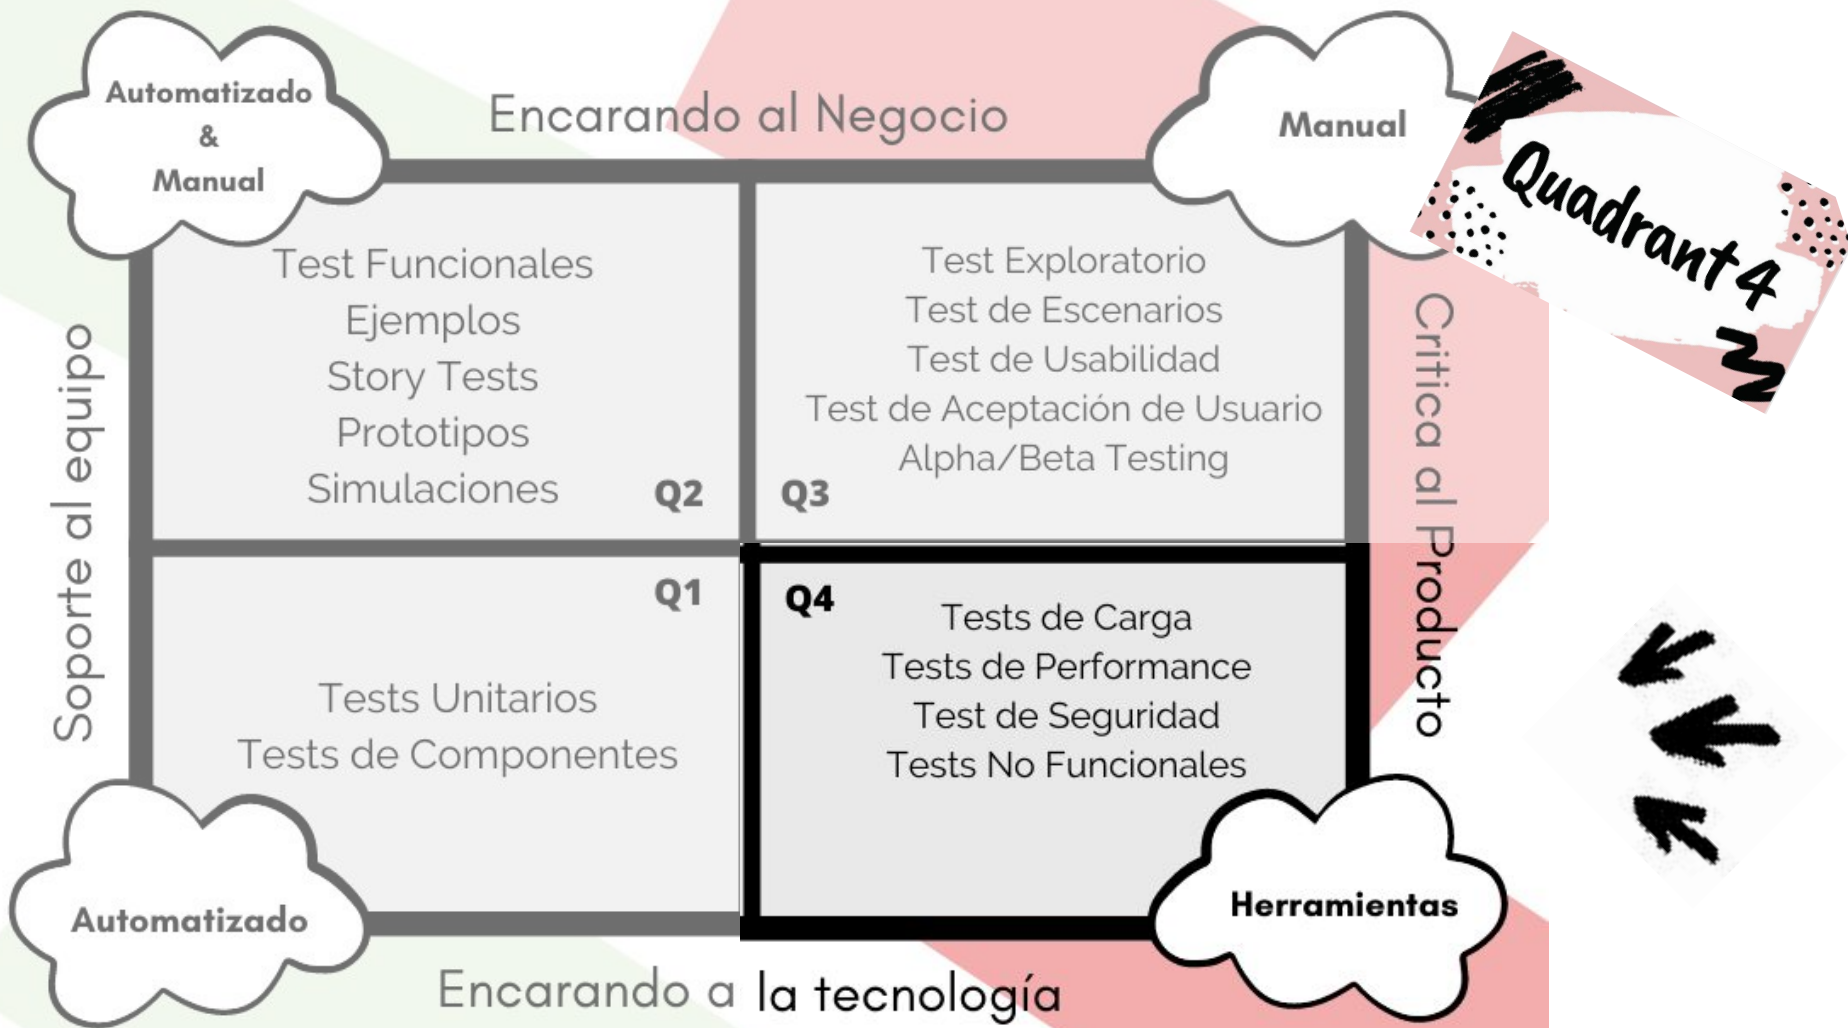 Automatizado
&
Manual
Encarando al Negocio
Manual
Quadrant 4
Soporte al equipo
Test Funcionales
Ejemplos
Story Tests
Prototipos
Simulaciones
Q2
Test Exploratorio
Test de Escenarios
Test de Usabilidad
Test de Aceptación de Usuario
Alpha/Beta Testing
Q3
Critica al Producto
Q1
Tests Unitarios
Tests de Componentes
Q4
Tests de Carga
Tests de Performance
Test de Seguridad
Tests No Funcionales
Automatizado
Herramientas
Encarando a la tecnología